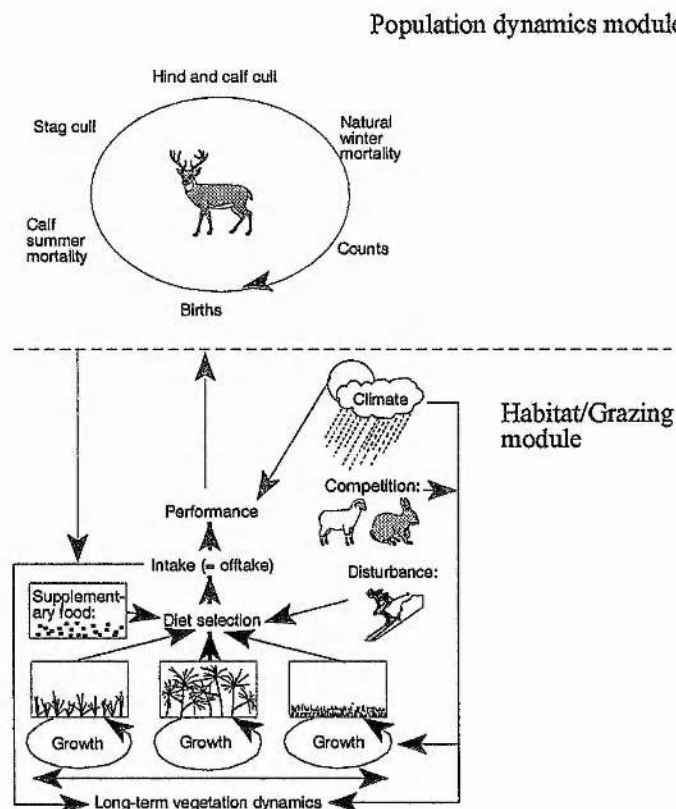 Population dynamics module
Hind and calf cull
Stag cull
Natural
winter
mortality
Calf
summer
mortality
Counts
Births
Climate
Habitat/Grazing
module
Competition:
Performance
Intake (= offtake)
Disturbance:
Supplement-
ary food:
Diet selection
Growth
Growth
Growth
Long-term vegetation dynamics